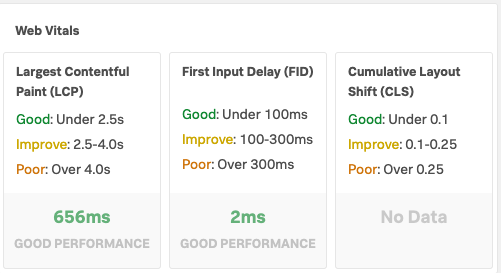 Web Vitals
Largest Contentful
Paint (LCP)
Good: Under 2.5s
Improve: 2.5-4.0s
Poor: Over 4.0s
656ms
GOOD PERFORMANCE
First Input Delay (FID)
Good: Under 100ms
Improve: 100-300ms
Poor: Over 300ms
2ms
GOOD PERFORMANCE
Cumulative Layout
Shift (CLS)
Good: Under 0.1
Improve: 0.1-0.25
Poor: Over 0.25
No Data